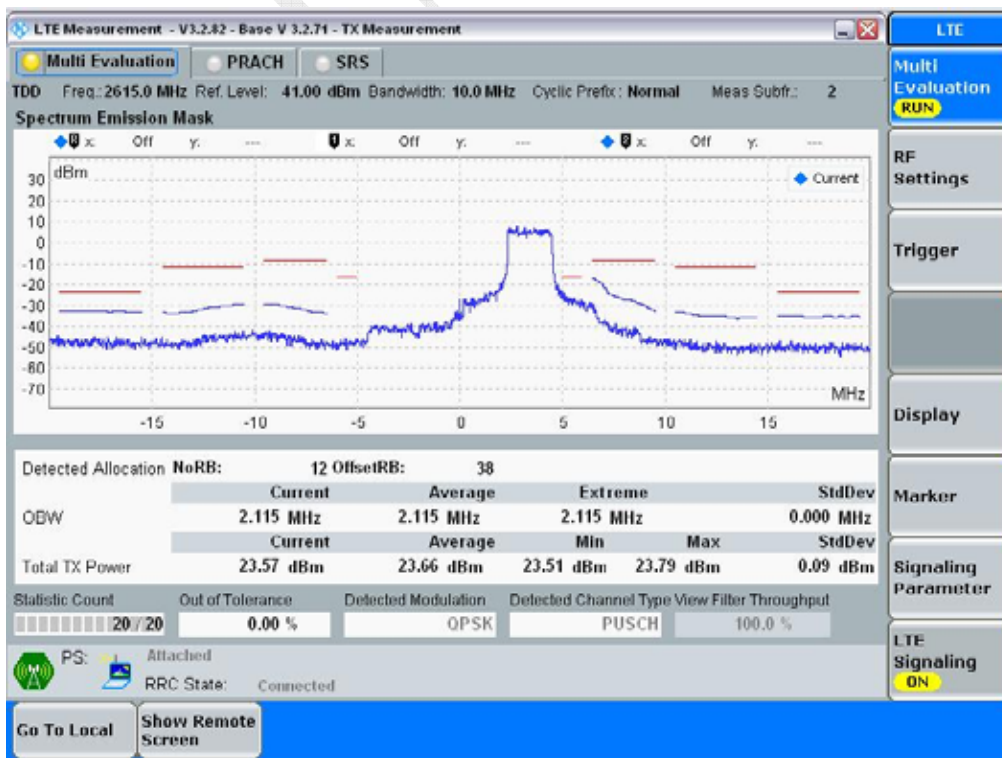 LTE Measurement - V3.2.82 - Base V 3.2.71 - TX Measurement
LTE
Multi Evaluation PRACH SRS
Multi Evaluation RUN
TDD Freq.: 2615.0 MHz Ref. Level: 41.00 dBm Bandwidth: 10.0 MHz Cyclic Prefix: Normal Meas Subfr.: 2
Spectrum Emission Mask
x: Off y: --- 1 x: Off y: --- 2 x: Off y: ---
dBm
Current
30
20
10
0
-10
-20
-30
-40
-50
-60
-70
MHz
-15 -10 -5 0 5 10 15
RF Settings
Trigger
Display
Detected Allocation NoRB: 12 OffsetRB: 38
Current Average Extreme StdDev
OBW 2.115 MHz 2.115 MHz 2.115 MHz 0.000 MHz
Current Average Min Max StdDev
Total TX Power 23.57 dBm 23.66 dBm 23.51 dBm 23.79 dBm 0.09 dBm
Marker
Signaling Parameter
Statistic Count Out of Tolerance Detected Modulation Detected Channel Type View Filter Throughput
20 / 20 0.00 % QPSK PUSCH 100.0 %
PS: Attached
RRC State: Connected
LTE Signaling ON
Go To Local
Show Remote Screen